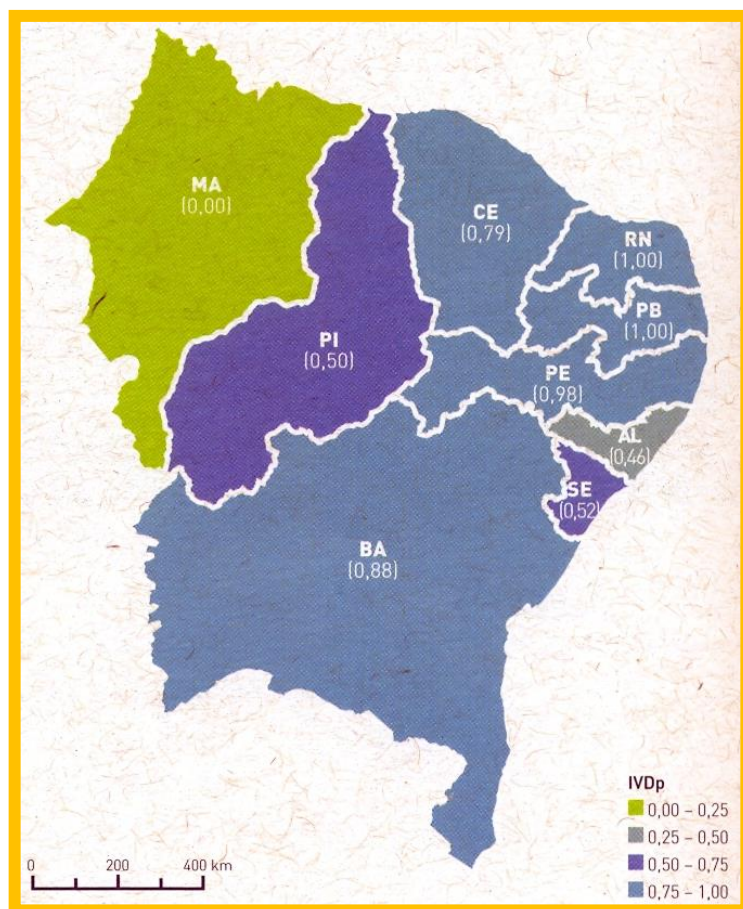 MA
(0,00)
CE
(0,79)
RN
(1,00)
PB
(1,00)
PI
(0,50)
PE
(0,98)
AL
(0,46)
SE
(0,52)
BA
(0,88)
IVDp
0,00 – 0,25
0,25 – 0,50
0,50 – 0,75
0,75 – 1,00
0 200 400 km